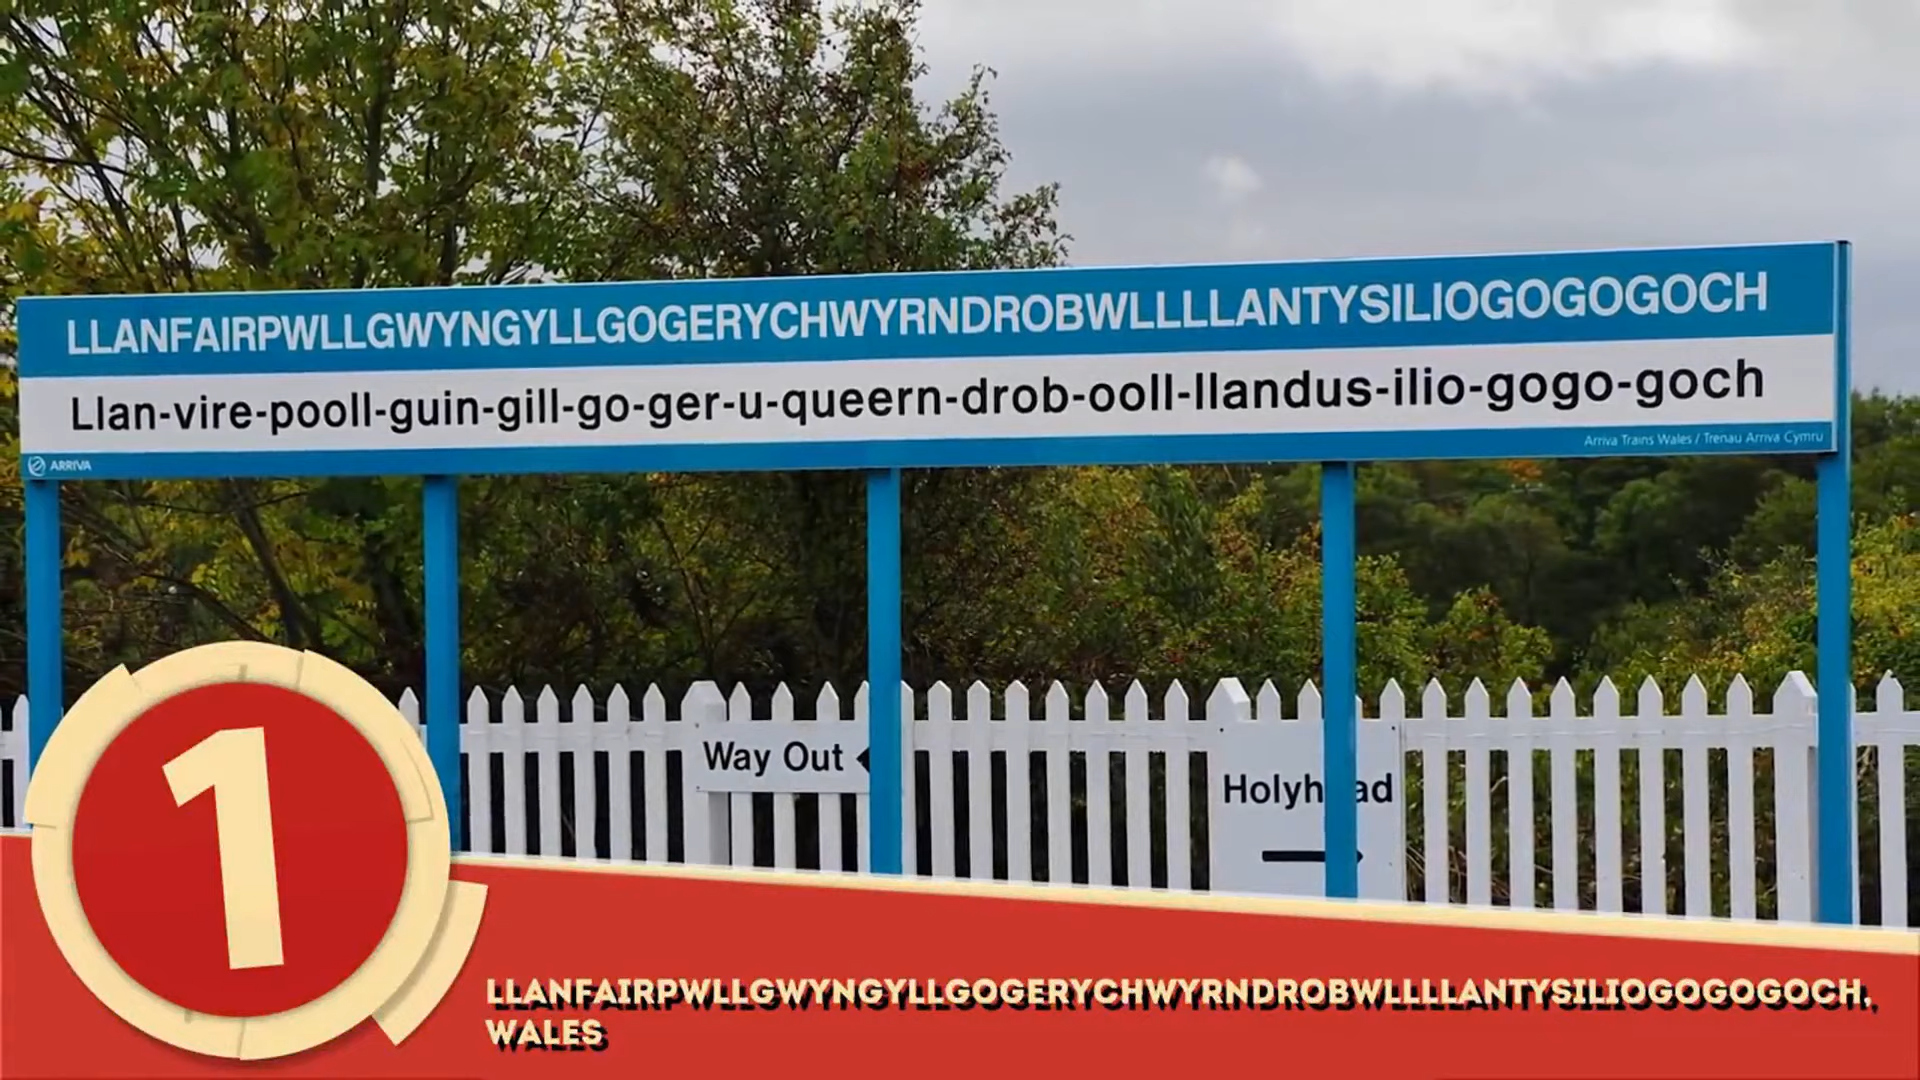 LLANFAIRPWLLGWYNGYLLGOGERYCHWYRNDROBWLLLLANTYSILIOGOGOGOCH
Llan-vire-pooll-guin-gill-go-ger-u-queern-drob-ooll-llandus-ilio-gogo-goch
ARRIVA
Arriva Trains Wales / Trenau Arriva Cymru
Way Out
Holyhead
1
LLANFAIRPWLLGWYNGYLLGOGERYCHWYRNDROBWLLLLANTYSILIOGOGOGOCH,
WALES